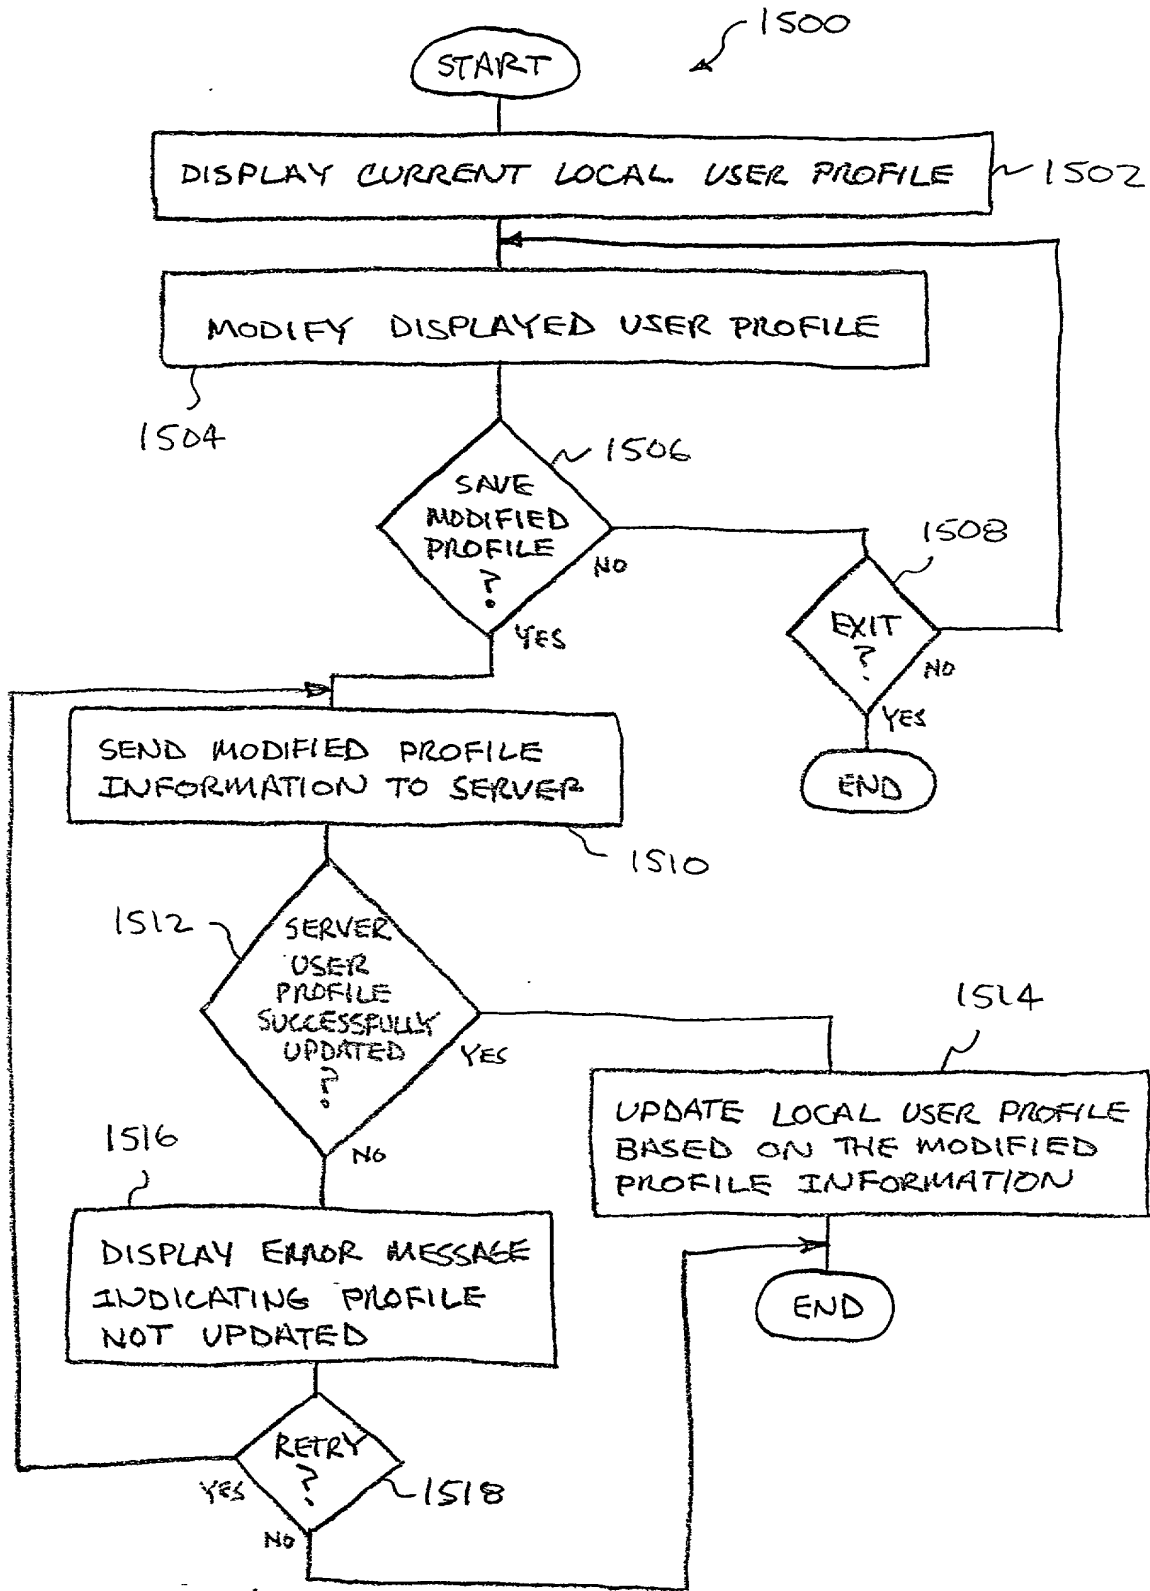 1500
START
DISPLAY CURRENT LOCAL USER PROFILE
1502
MODIFY DISPLAYED USER PROFILE
1504
1506
SAVE
MODIFIED
PROFILE
?
NO
YES
1508
EXIT
?
NO
YES
END
SEND MODIFIED PROFILE
INFORMATION TO SERVER
1510
1512
SERVER
USER
PROFILE
SUCCESSFULLY
UPDATED
?
YES
NO
1514
UPDATE LOCAL USER PROFILE
BASED ON THE MODIFIED
PROFILE INFORMATION
END
1516
DISPLAY ERROR MESSAGE
INDICATING PROFILE
NOT UPDATED
RETRY
?
YES
1518
NO